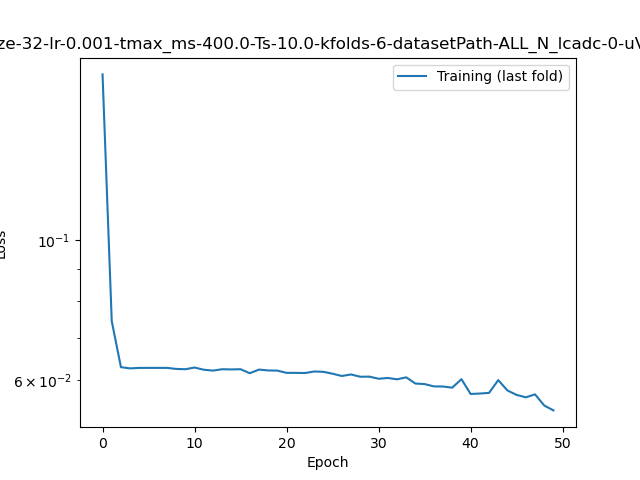 ze-32-lr-0.001-tmax_ms-400.0-Ts-10.0-kfolds-6-datasetPath-ALL_N_lcadc-0-uV
Training (last fold)
Loss
10⁻¹
6 × 10⁻²
0 10 20 30 40 50
Epoch